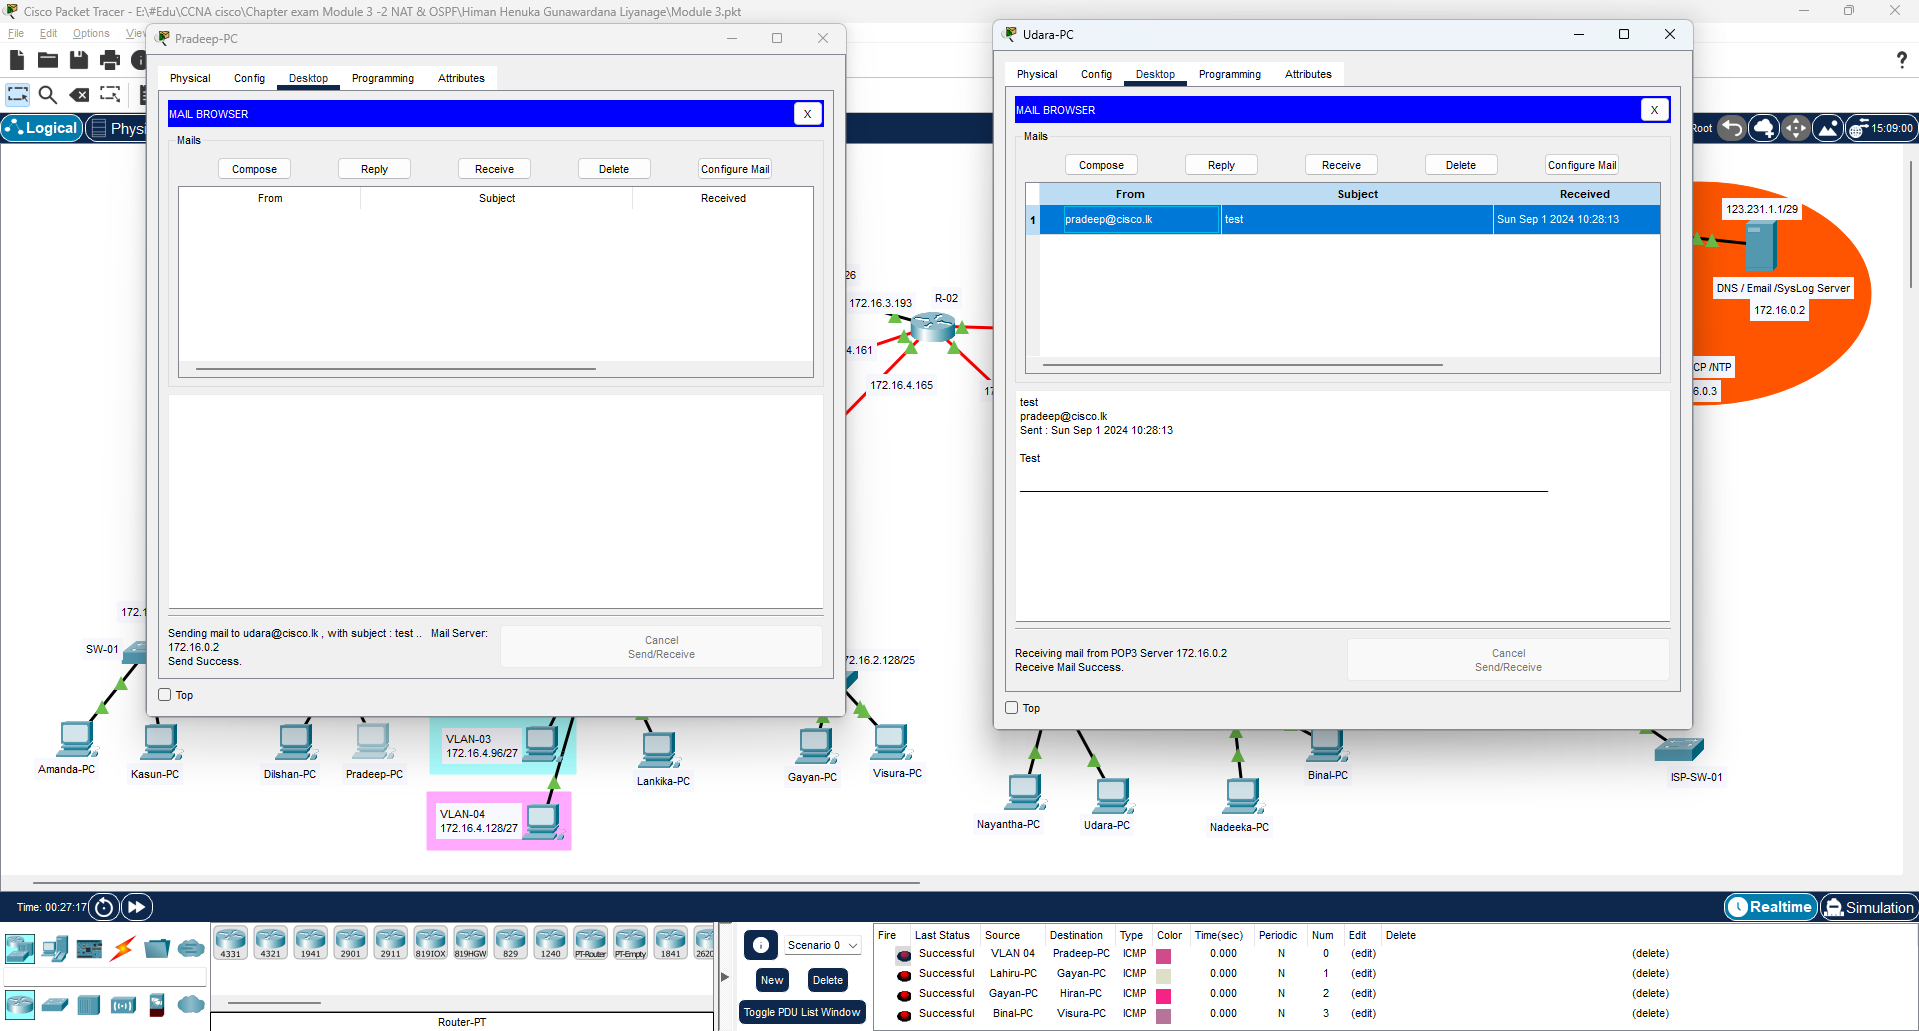 Cisco Packet Tracer - E:\#Edu\CCNA cisco\Chapter exam Module 3 -2 NAT & OSPF\Himan Henuka Gunawardana Liyanage\Module 3.pkt
File Edit Options View
Logical
Physi
Root
15:09:00
Pradeep-PC
Physical Config Desktop Programming Attributes
MAIL BROWSER
X
Mails
Compose Reply Receive Delete Configure Mail
From Subject Received
Sending mail to udara@cisco.lk , with subject : test .. Mail Server:
172.16.0.2
Send Success.
Cancel
Send/Receive
Top
Udara-PC
Physical Config Desktop Programming Attributes
MAIL BROWSER
X
Mails
Compose Reply Receive Delete Configure Mail
From Subject Received
1 pradeep@cisco.lk test Sun Sep 1 2024 10:28:13
test
pradeep@cisco.lk
Sent : Sun Sep 1 2024 10:28:13
Test
Receiving mail from POP3 Server 172.16.0.2
Receive Mail Success.
Cancel
Send/Receive
Top
26
172.16.3.193
R-02
4.161
172.16.4.165
17
123.231.1.1/29
DNS / Email /SysLog Server
172.16.0.2
CP /NTP
6.0.3
172.1
SW-01
72.16.2.128/25
Amanda-PC
Kasun-PC
Dilshan-PC
Pradeep-PC
VLAN-03
172.16.4.96/27
VLAN-04
172.16.4.128/27
Lankika-PC
Gayan-PC
Visura-PC
Nayantha-PC
Udara-PC
Nadeeka-PC
Binal-PC
ISP-SW-01
Time: 00:27:17
Realtime
Simulation
4331 4321 1941 2901 2911 819IOX 819HGW 829 1240 PT-Router PT-Empty 1841 2620
Router-PT
Scenario 0
New Delete
Toggle PDU List Window
Fire Last Status Source Destination Type Color Time(sec) Periodic Num Edit Delete
Successful VLAN 04 Pradeep-PC ICMP 0.000 N 0 (edit) (delete)
Successful Lahiru-PC Gayan-PC ICMP 0.000 N 1 (edit) (delete)
Successful Gayan-PC Hiran-PC ICMP 0.000 N 2 (edit) (delete)
Successful Binal-PC Visura-PC ICMP 0.000 N 3 (edit) (delete)